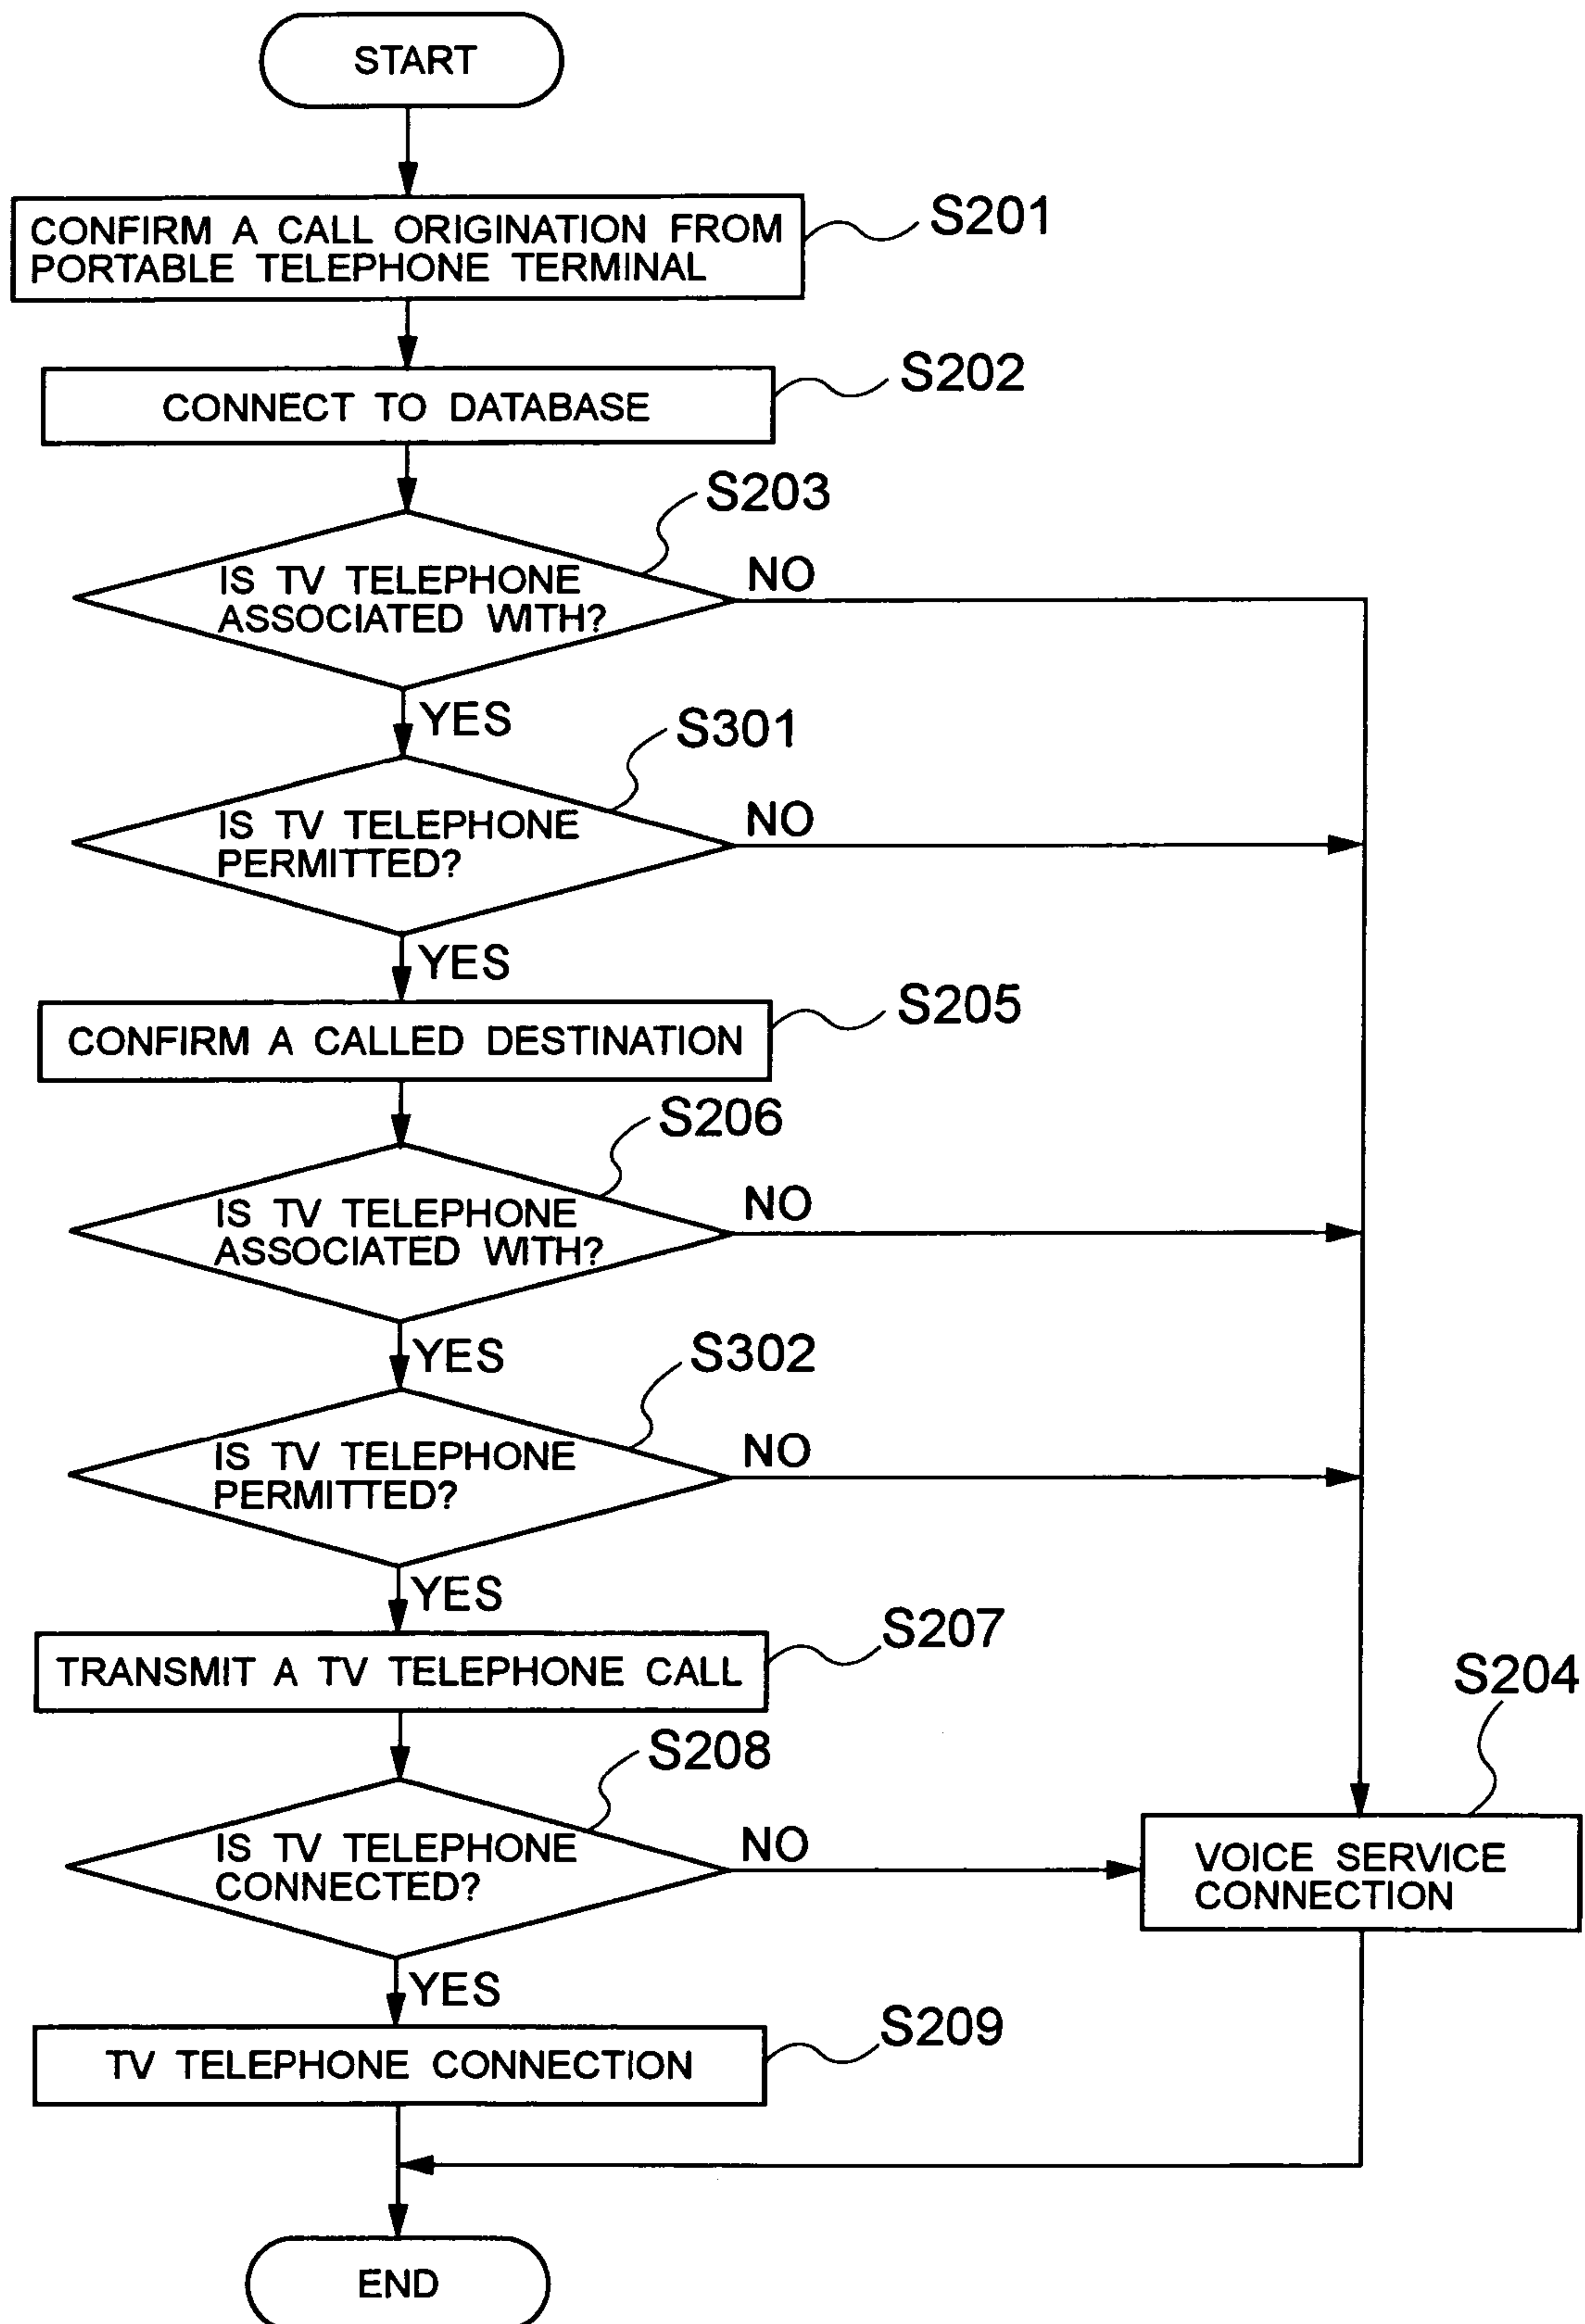 START
CONFIRM A CALL ORIGINATION FROM
PORTABLE TELEPHONE TERMINAL
S201
CONNECT TO DATABASE
S202
S203
IS TV TELEPHONE
ASSOCIATED WITH?
NO
YES
S301
IS TV TELEPHONE
PERMITTED?
NO
YES
CONFIRM A CALLED DESTINATION
S205
S206
IS TV TELEPHONE
ASSOCIATED WITH?
NO
YES
S302
IS TV TELEPHONE
PERMITTED?
NO
YES
TRANSMIT A TV TELEPHONE CALL
S207
S208
IS TV TELEPHONE
CONNECTED?
NO
S204
VOICE SERVICE
CONNECTION
YES
TV TELEPHONE CONNECTION
S209
END